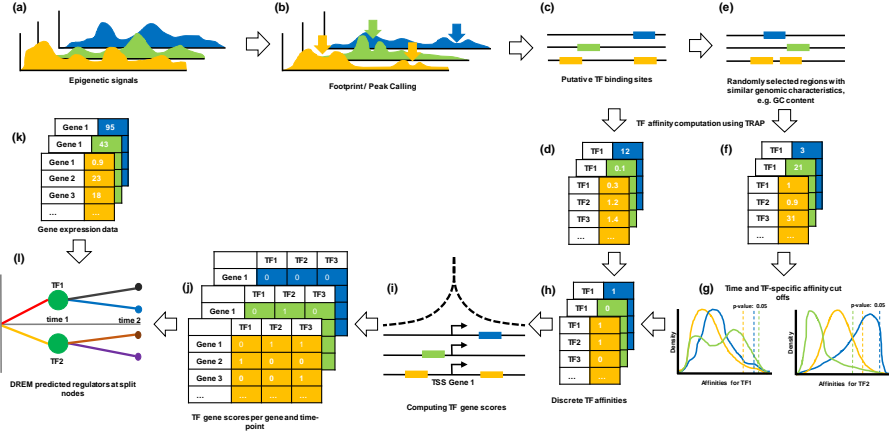 (a)
(b)
(c)
(e)
Epigenetic signals
Footprint / Peak Calling
Putative TF binding sites
Randomly selected regions with
similar genomic characteristics,
e.g. GC content
TF affinity computation using TRAP
(k)
Gene 1 95
Gene 1 43
Gene 1 0.9
Gene 2 23
Gene 3 18
... ...
Gene expression data
(d)
TF1 12
TF1 0.1
TF1 0.3
TF2 1.2
TF3 1.4
... ...
(f)
TF1 3
TF1 21
TF1 1
TF2 0.9
TF3 31
... ...
(l)
TF1
time 1
time 2
TF2
DREM predicted regulators at split
nodes
(j)
TF1 TF2 TF3
Gene 1 0 0 0
TF1 TF2 TF3
Gene 1 0 1 0
TF1 TF2 TF3
Gene 1 0 1 1
Gene 2 1 0 0
Gene 3 0 0 1
... ... ... ...
TF gene scores per gene and time-
point
(i)
TSS Gene 1
Computing TF gene scores
(h)
TF1 1
TF1 0
TF1 1
TF2 1
TF3 0
... ...
Discrete TF affinities
(g)
Time and TF-specific affinity cut
offs
p-value: 0.05
Density
Affinities for TF1
p-value: 0.05
Density
Affinities for TF2